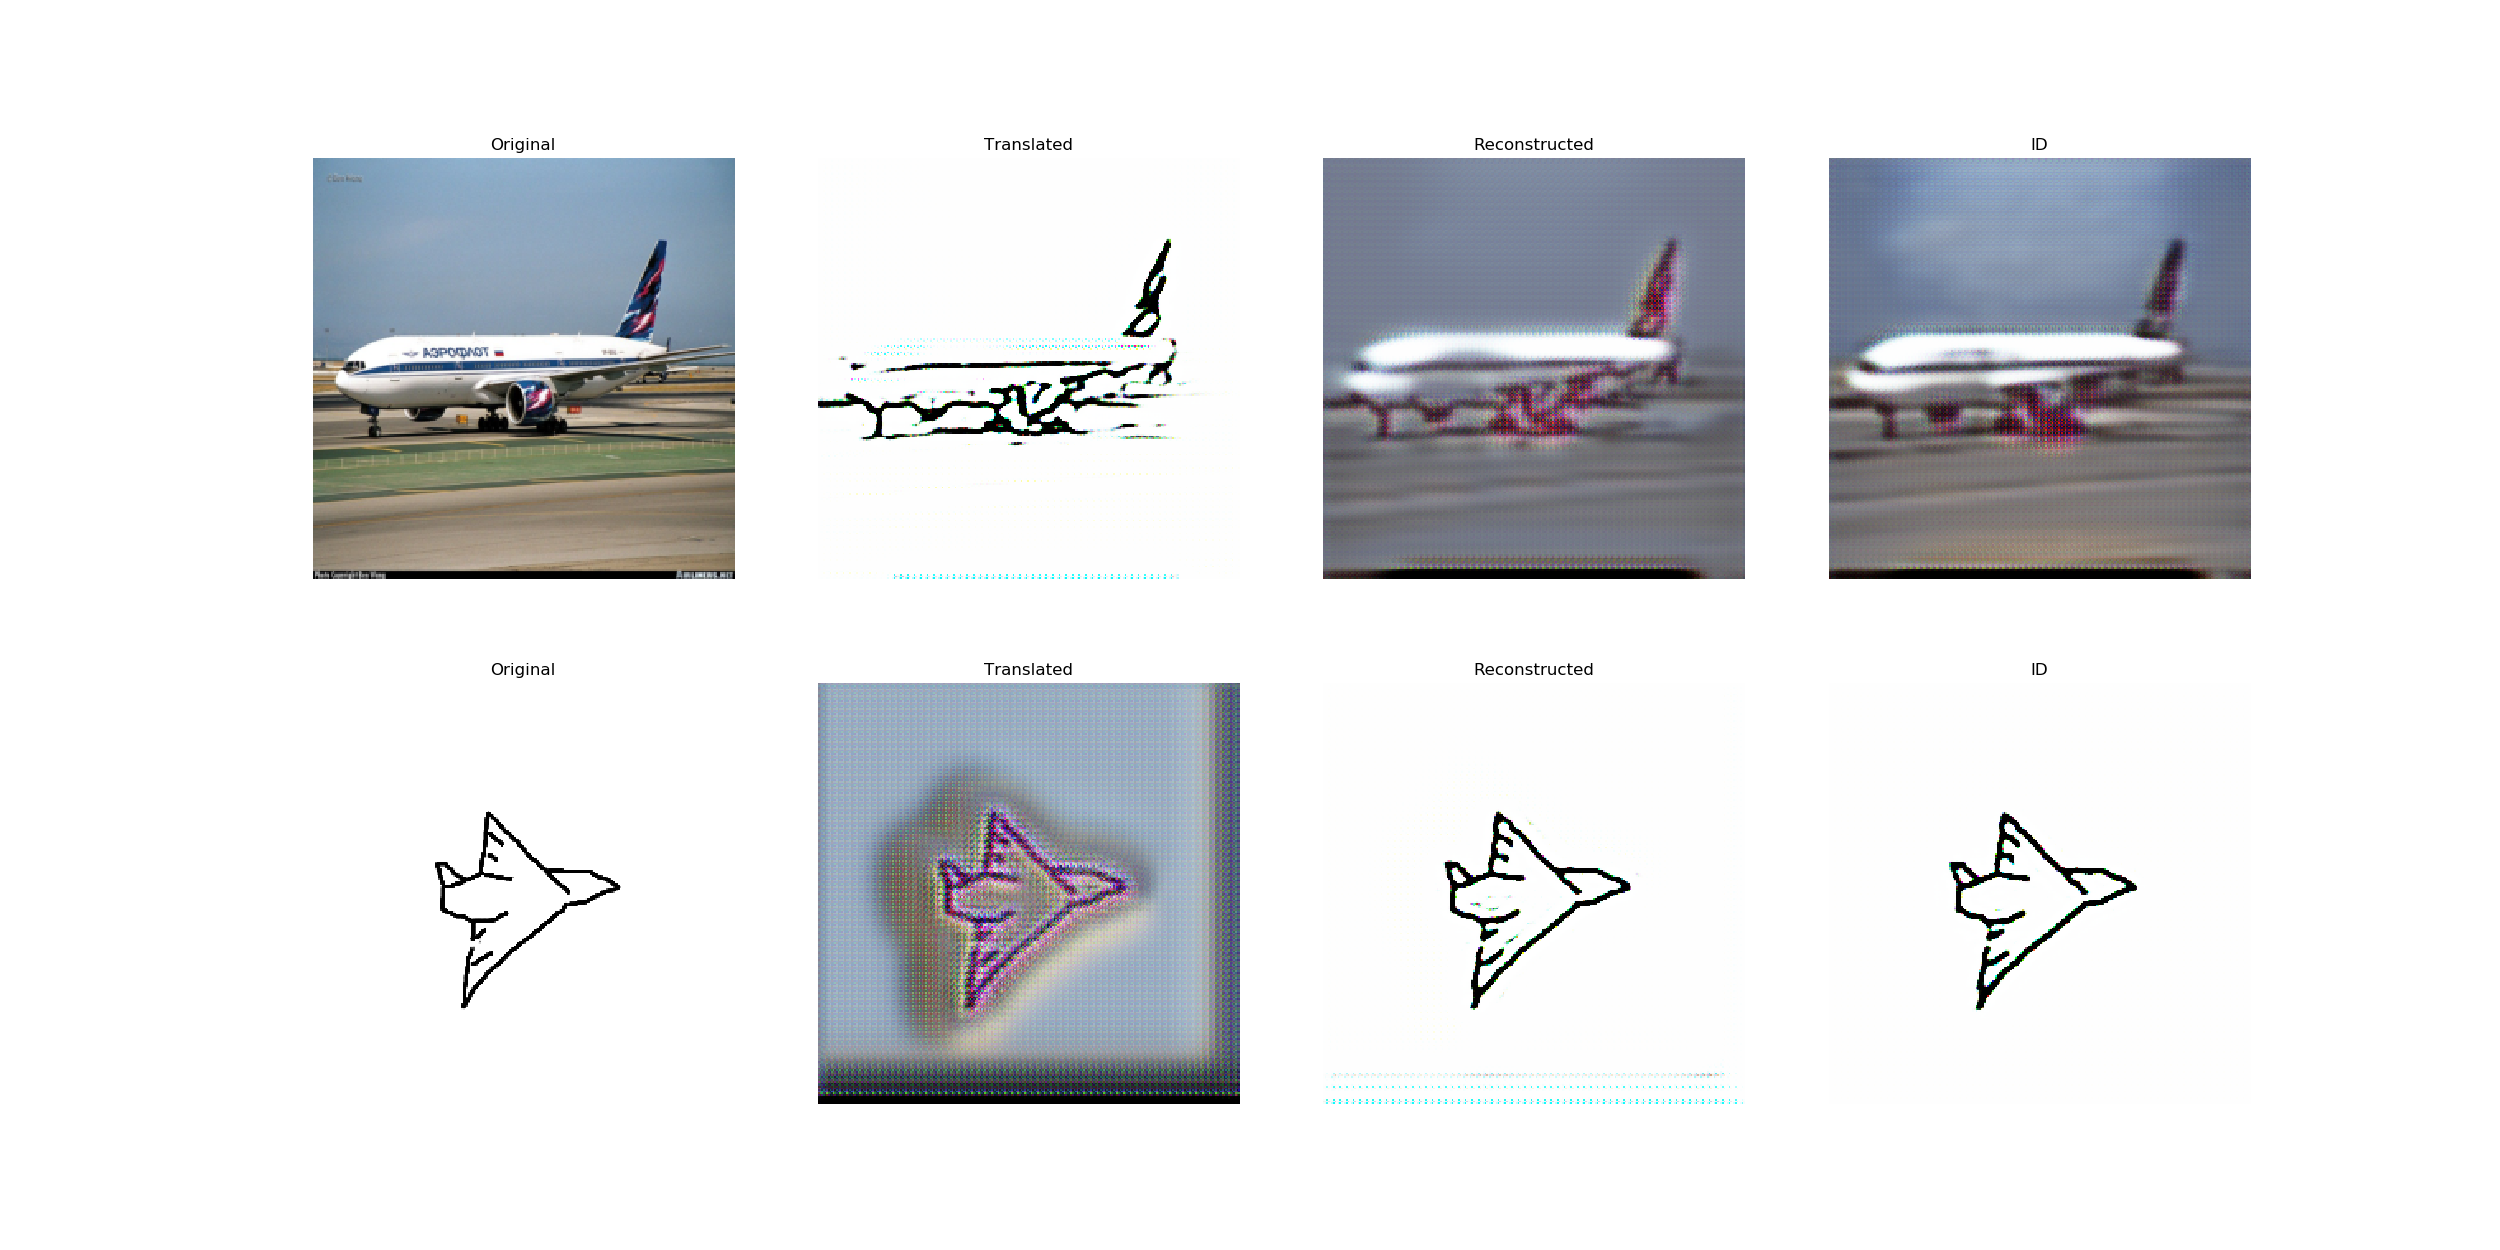 Original
Translated
Reconstructed
ID
АЭРОФЛОТ
Original
Translated
Reconstructed
ID